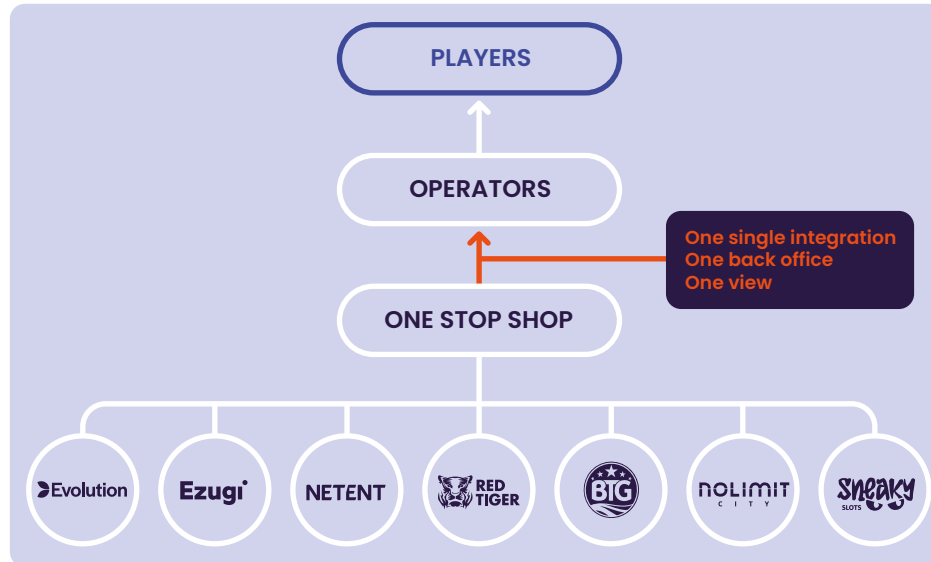 PLAYERS
OPERATORS
One single integration
One back office
One view
ONE STOP SHOP
Evolution
Ezugi
NETENT
RED
TIGER
BTG
NOLIMIT
CITY
SNEAKY
SLOTS